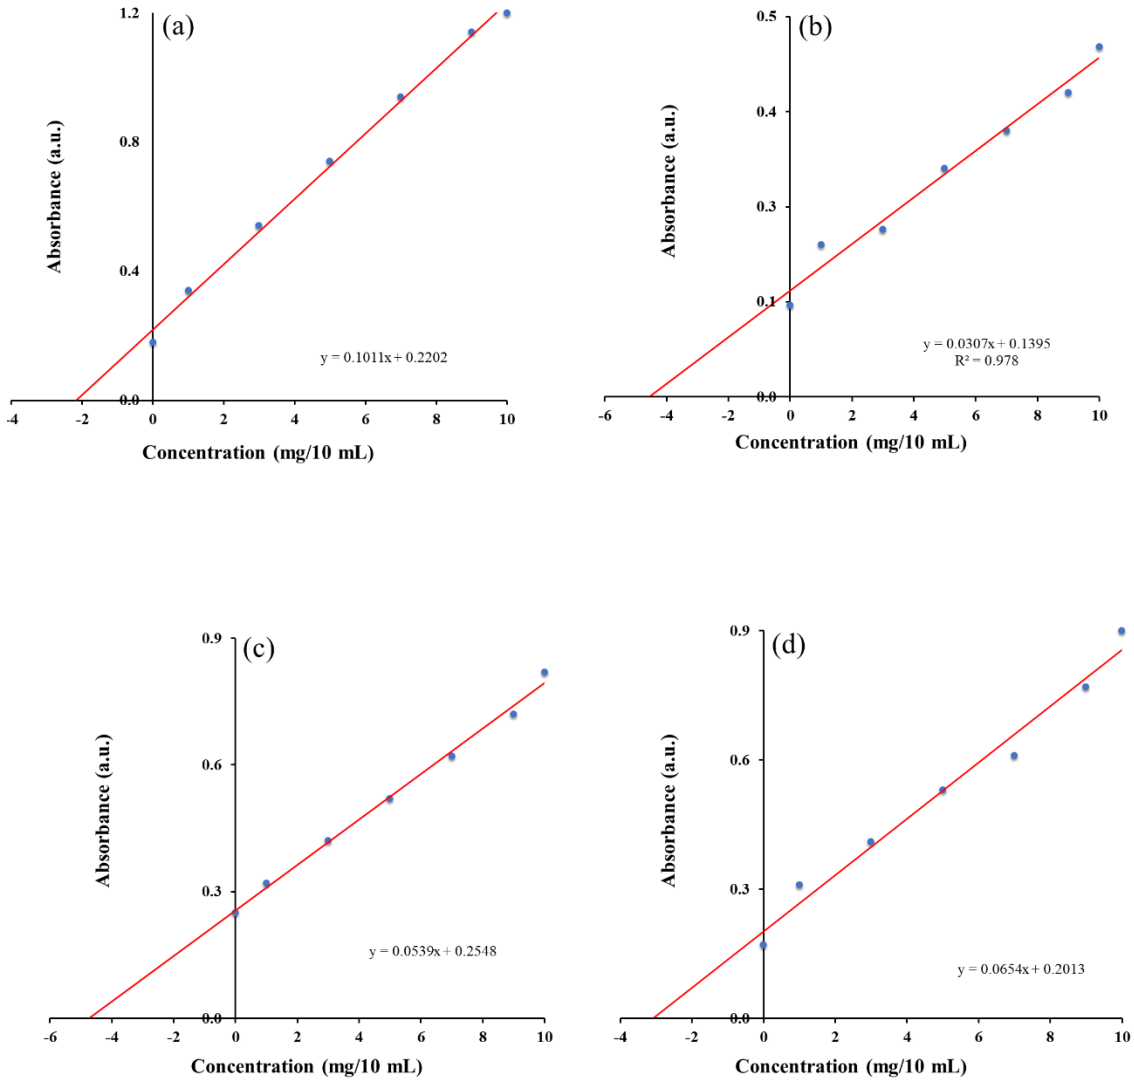 (a)
1.2
0.8
0.4
0.0
Absorbance (a.u.)
y = 0.1011x + 0.2202
-4 -2 0 2 4 6 8 10
Concentration (mg/10 mL)
(b)
0.5
0.4
0.3
0.1
0.0
Absorbance (a.u.)
y = 0.0307x + 0.1395
R² = 0.978
-6 -4 -2 0 2 4 6 8 10
Concentration (mg/10 mL)
(c)
0.9
0.6
0.3
0.0
Absorbance (a.u.)
y = 0.0539x + 0.2548
-6 -4 -2 0 2 4 6 8 10
Concentration (mg/10 mL)
(d)
0.9
0.6
0.3
0.0
Absorbance (a.u.)
y = 0.0654x + 0.2013
-4 -2 0 2 4 6 8 10
Concentration (mg/10 mL)